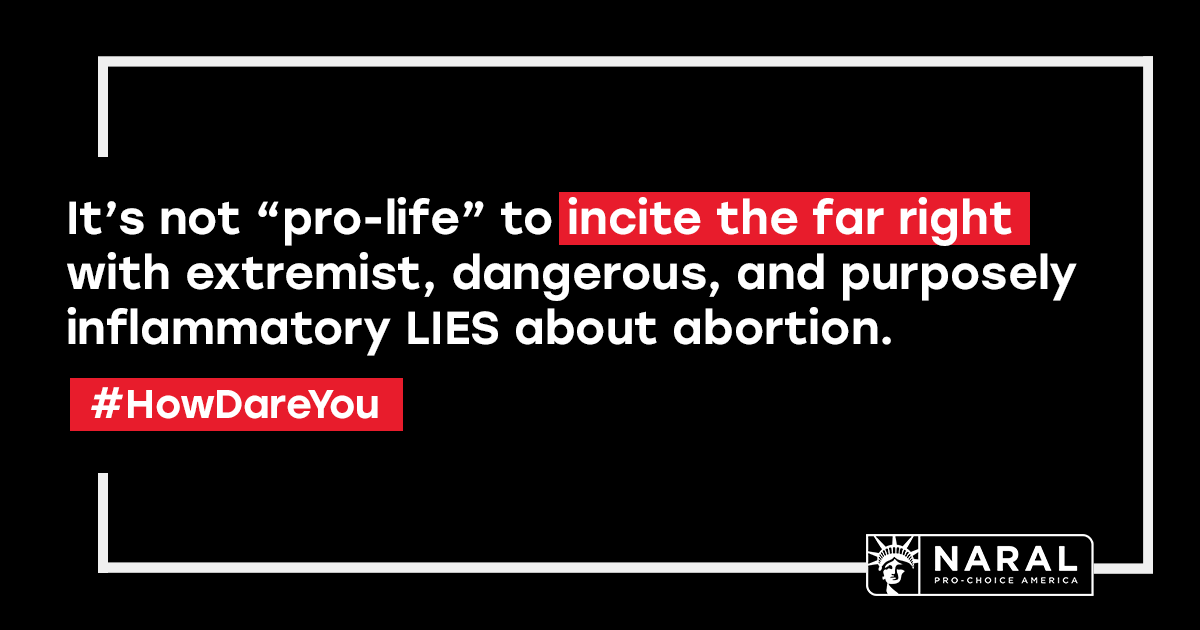 It’s not “pro-life” to incite the far right
with extremist, dangerous, and purposely
inflammatory LIES about abortion.
#HowDareYou
NARAL
PRO-CHOICE AMERICA